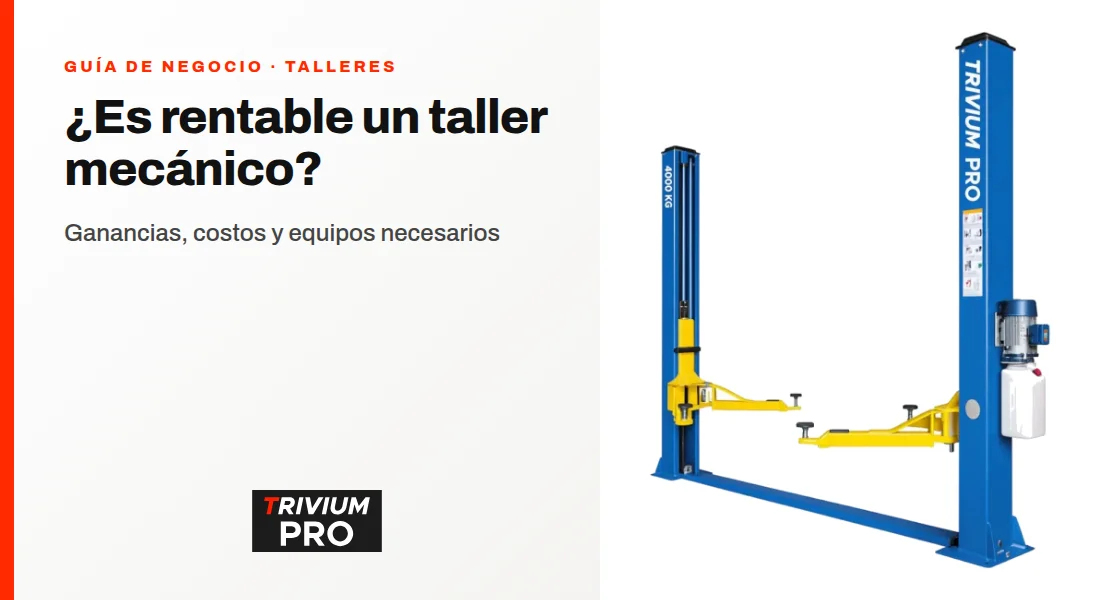 GUÍA DE NEGOCIO · TALLERES
¿Es rentable un taller
mecánico?
Ganancias, costos y equipos necesarios
TRIVIUM
PRO
4000 KG
TRIVIUM PRO